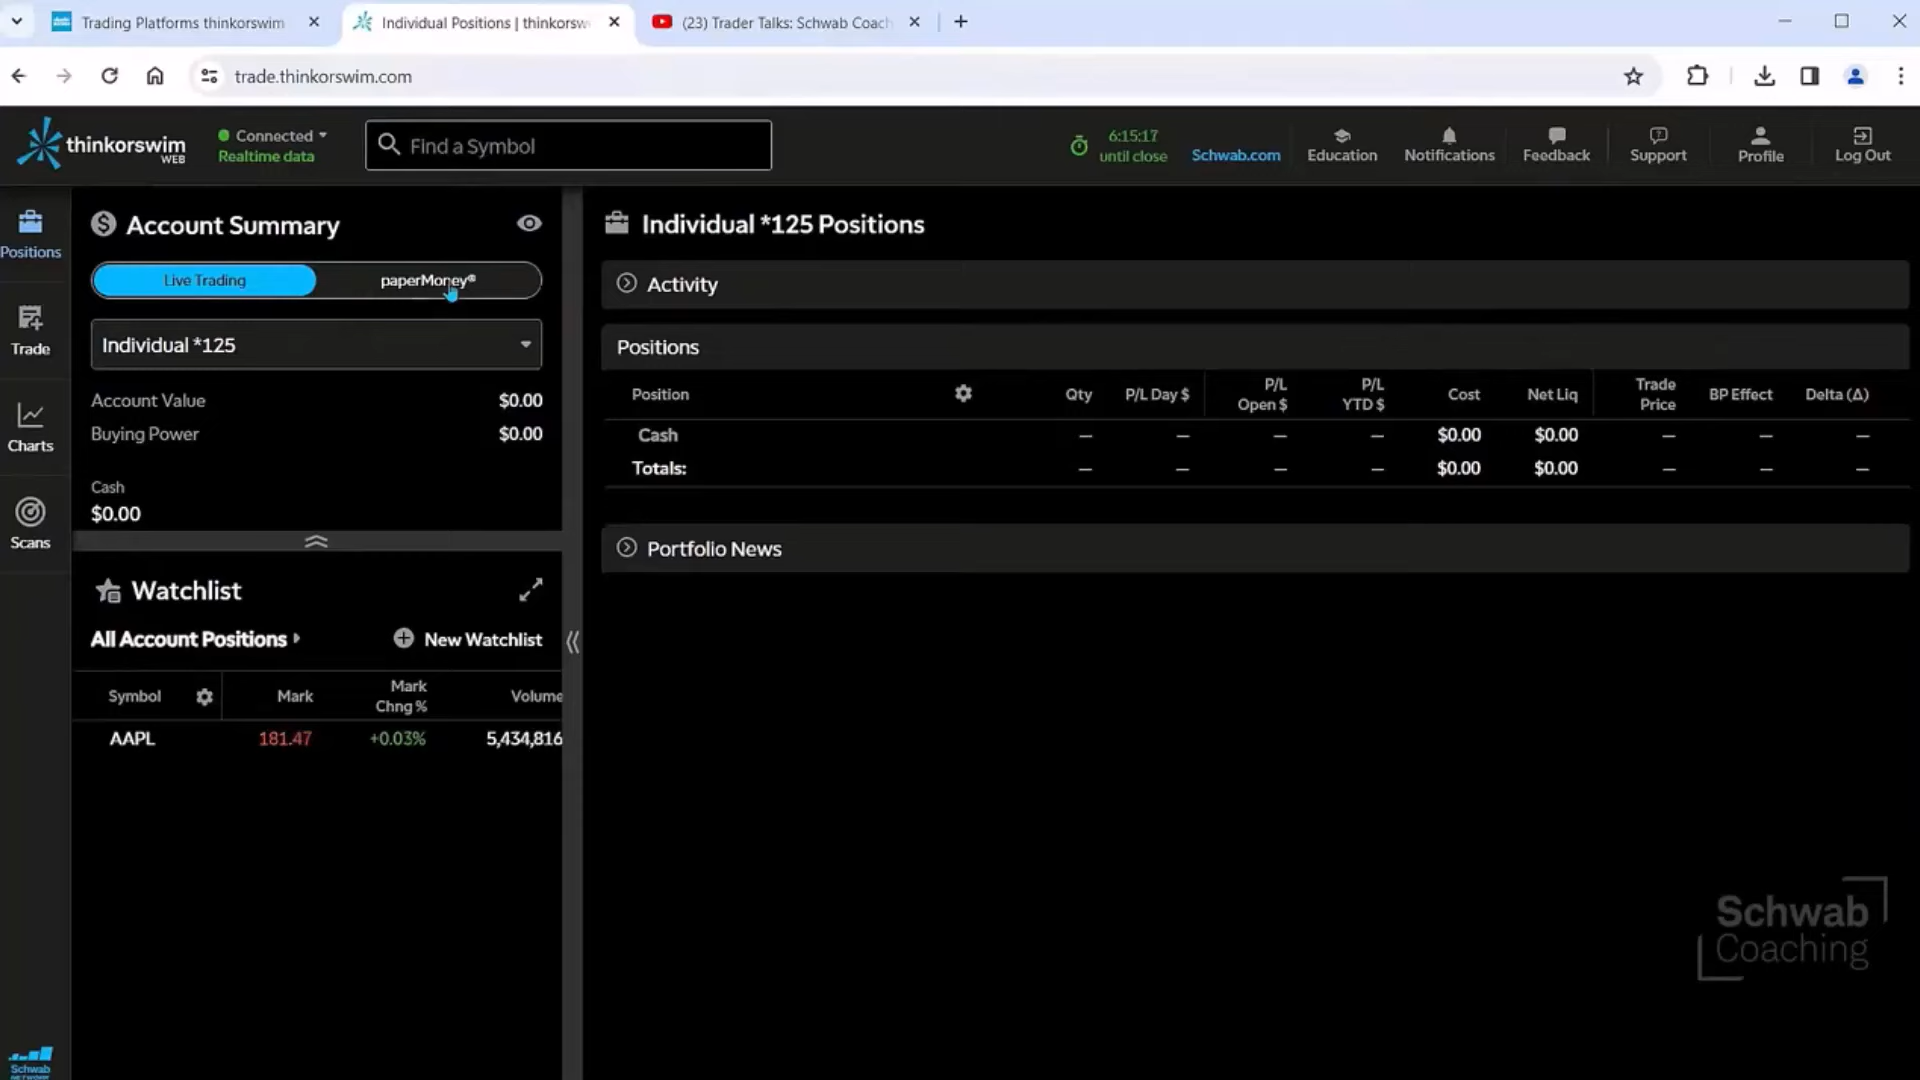 Trading Platforms thinkorswim
Individual Positions | thinkorsw
(23) Trader Talks: Schwab Coach
trade.thinkorswim.com
thinkorswim
WEB
Connected
Realtime data
Find a Symbol
6:15:17
until close
Schwab.com
Education
Notifications
Feedback
Support
Profile
Log Out
Positions
Trade
Charts
Scans
Account Summary
Live Trading
paperMoney®
Individual *125
Account Value $0.00
Buying Power $0.00
Cash
$0.00
Watchlist
All Account Positions
New Watchlist
Symbol Mark Mark Chng % Volume
AAPL 181.47 +0.03% 5,434,816
Individual *125 Positions
Activity
Positions
Position Qty P/L Day $ P/L Open $ P/L YTD $ Cost Net Liq Trade Price BP Effect Delta (Δ)
Cash — — — — $0.00 $0.00 — — —
Totals: — — — — $0.00 $0.00 — — —
Portfolio News
Schwab
Coaching
Schwab
NETWORK